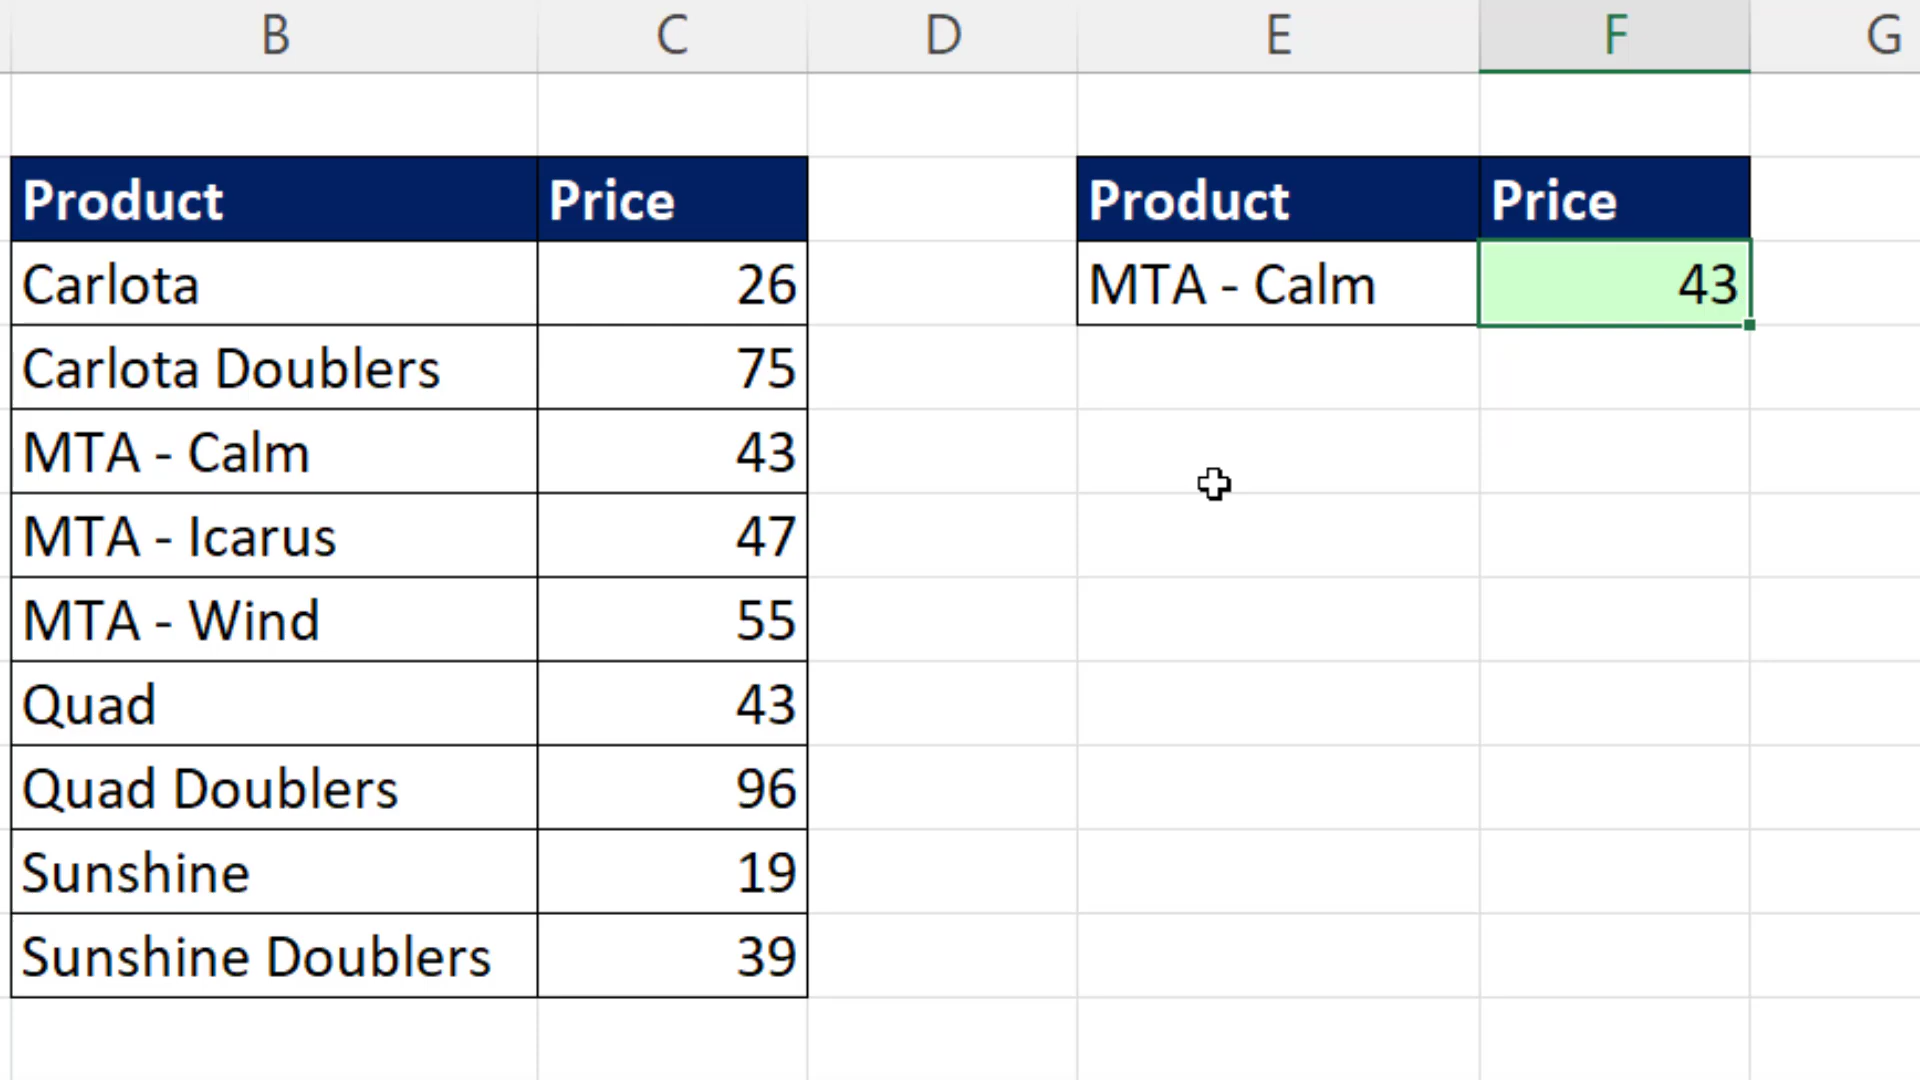 B C D E F G
Product Price Product Price
Carlota 26 MTA - Calm 43
Carlota Doublers 75
MTA - Calm 43
MTA - Icarus 47
MTA - Wind 55
Quad 43
Quad Doublers 96
Sunshine 19
Sunshine Doublers 39